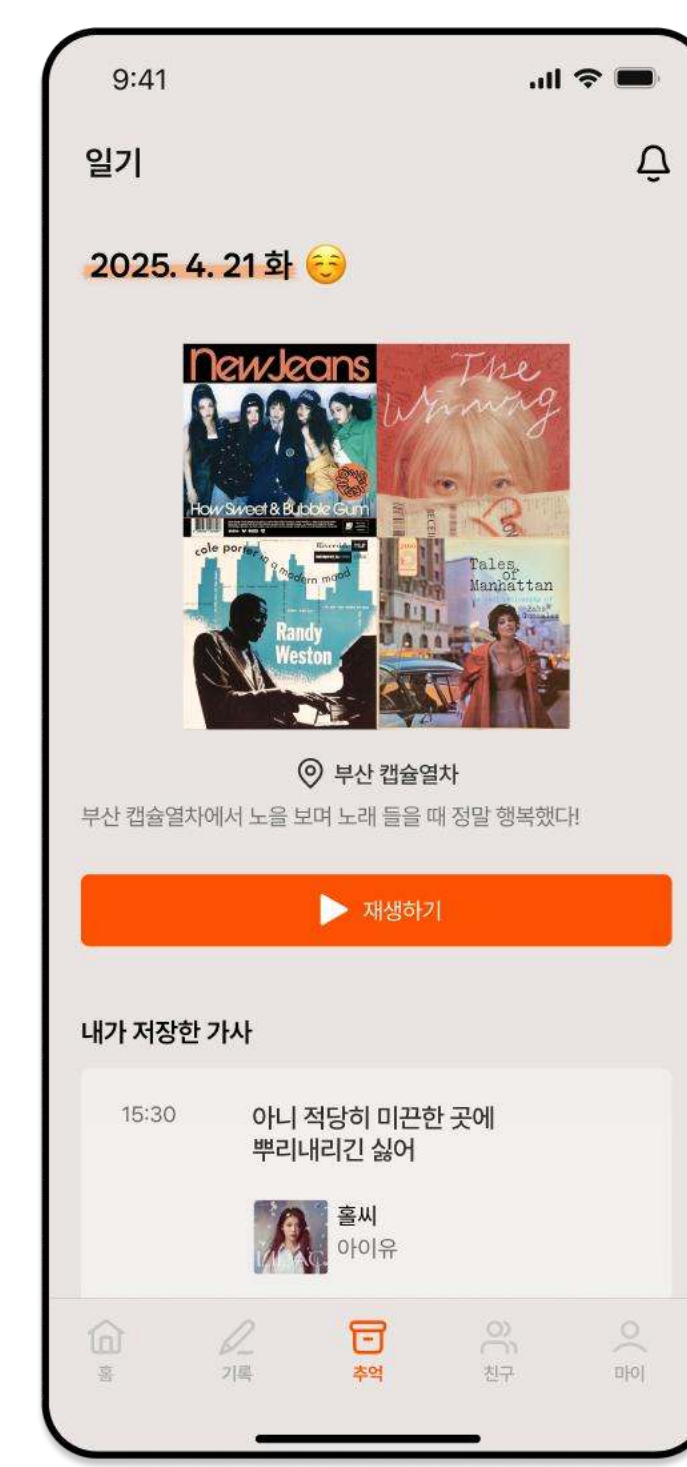 9:41
일기
2025. 4. 21 화
NewJeans
How Sweet & Bubble Gum
The
Winning
cole porter in a modern mood
Riverside
Randy
Weston
Tales
of
Manhattan
부산 캡슐열차
부산 캡슐열차에서 노을 보며 노래 들을 때 정말 행복했다!
재생하기
내가 저장한 가사
15:30
아니 적당히 미끈한 곳에
뿌리내리긴 싫어
홀씨
아이유
홈
기록
추억
친구
마이